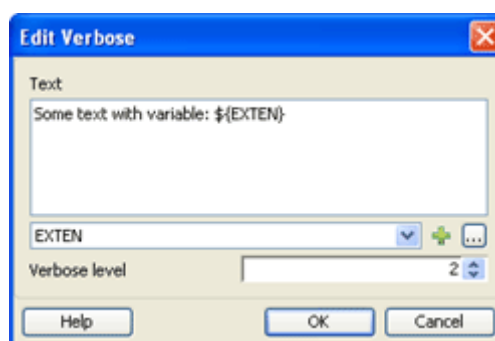 Edit Verbose
Text
Some text with variable: ${EXTEN}
EXTEN
...
Verbose level 2
Help OK Cancel